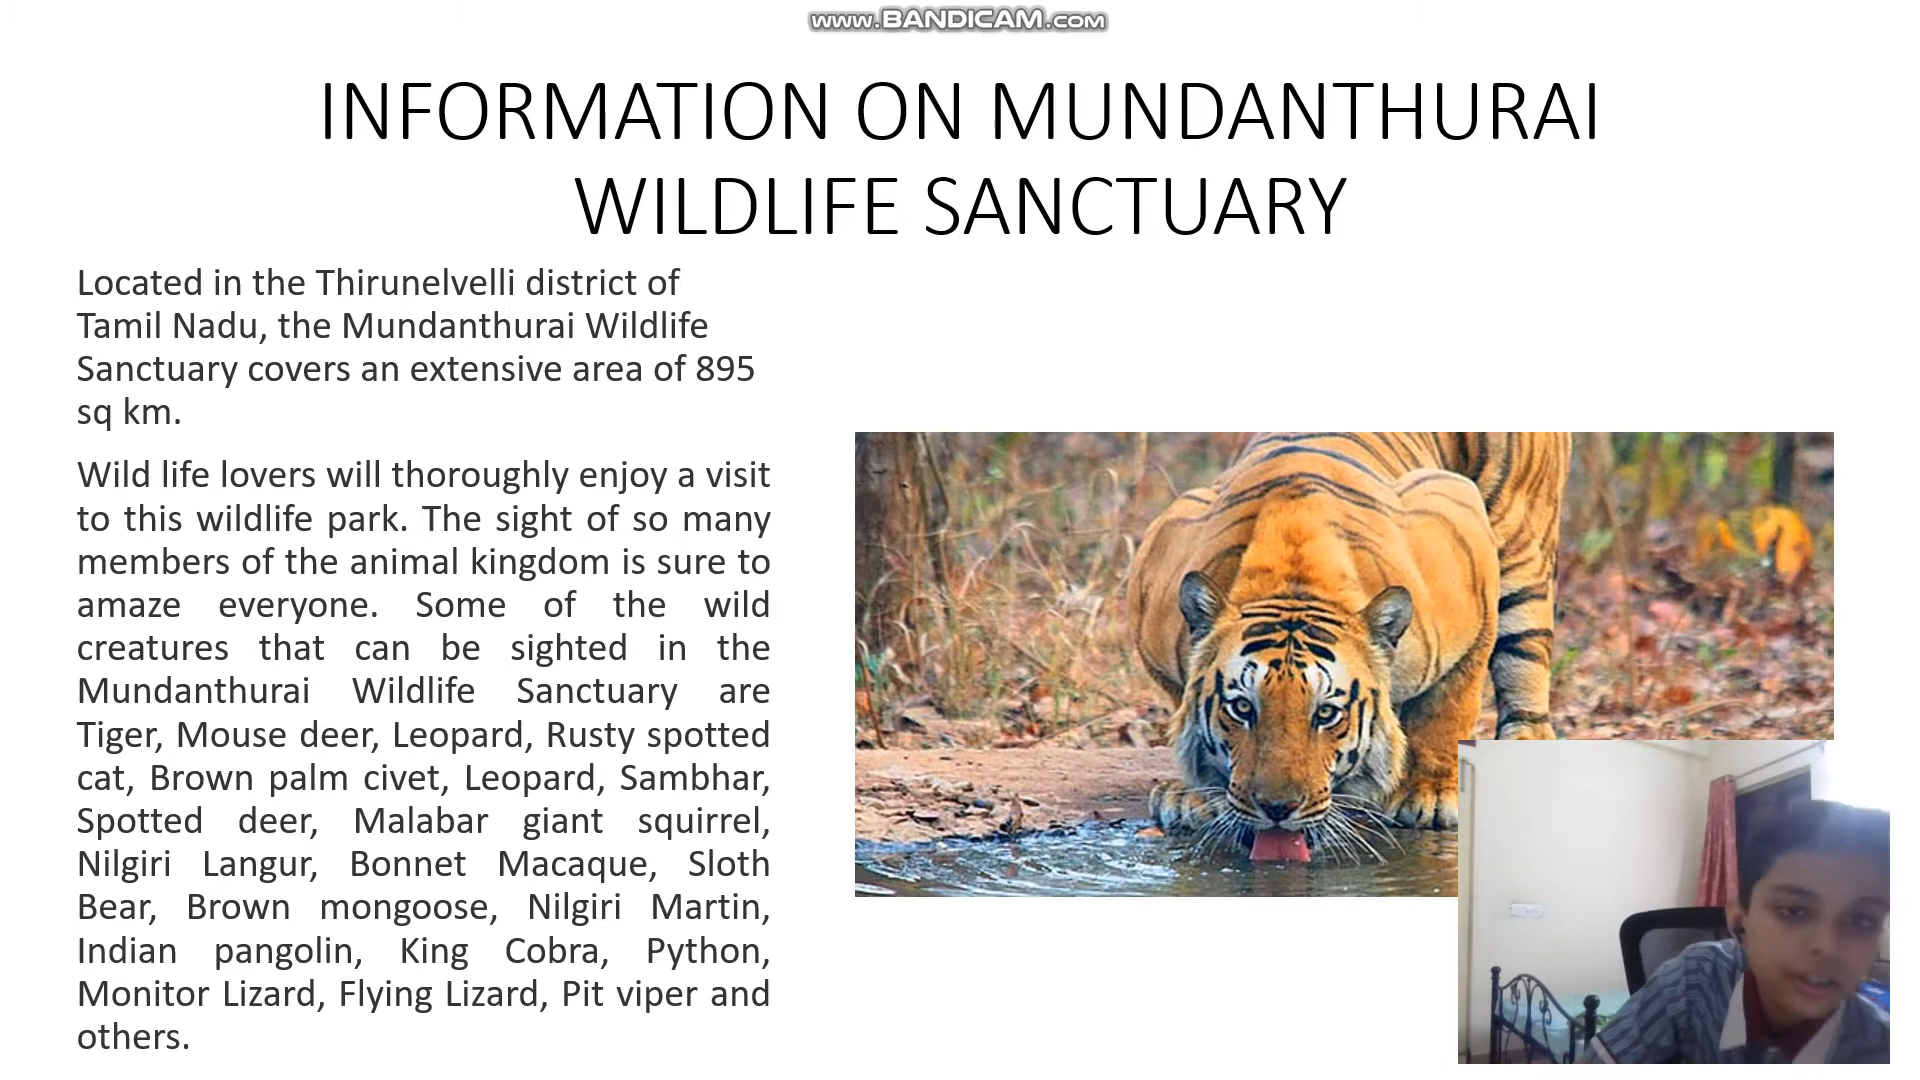 www.BANDICAM.com
INFORMATION ON MUNDANTHURAI
WILDLIFE SANCTUARY
Located in the Thirunelvelli district of
Tamil Nadu, the Mundanthurai Wildlife
Sanctuary covers an extensive area of 895
sq km.
Wild life lovers will thoroughly enjoy a visit
to this wildlife park. The sight of so many
members of the animal kingdom is sure to
amaze everyone. Some of the wild
creatures that can be sighted in the
Mundanthurai Wildlife Sanctuary are
Tiger, Mouse deer, Leopard, Rusty spotted
cat, Brown palm civet, Leopard, Sambhar,
Spotted deer, Malabar giant squirrel,
Nilgiri Langur, Bonnet Macaque, Sloth
Bear, Brown mongoose, Nilgiri Martin,
Indian pangolin, King Cobra, Python,
Monitor Lizard, Flying Lizard, Pit viper and
others.